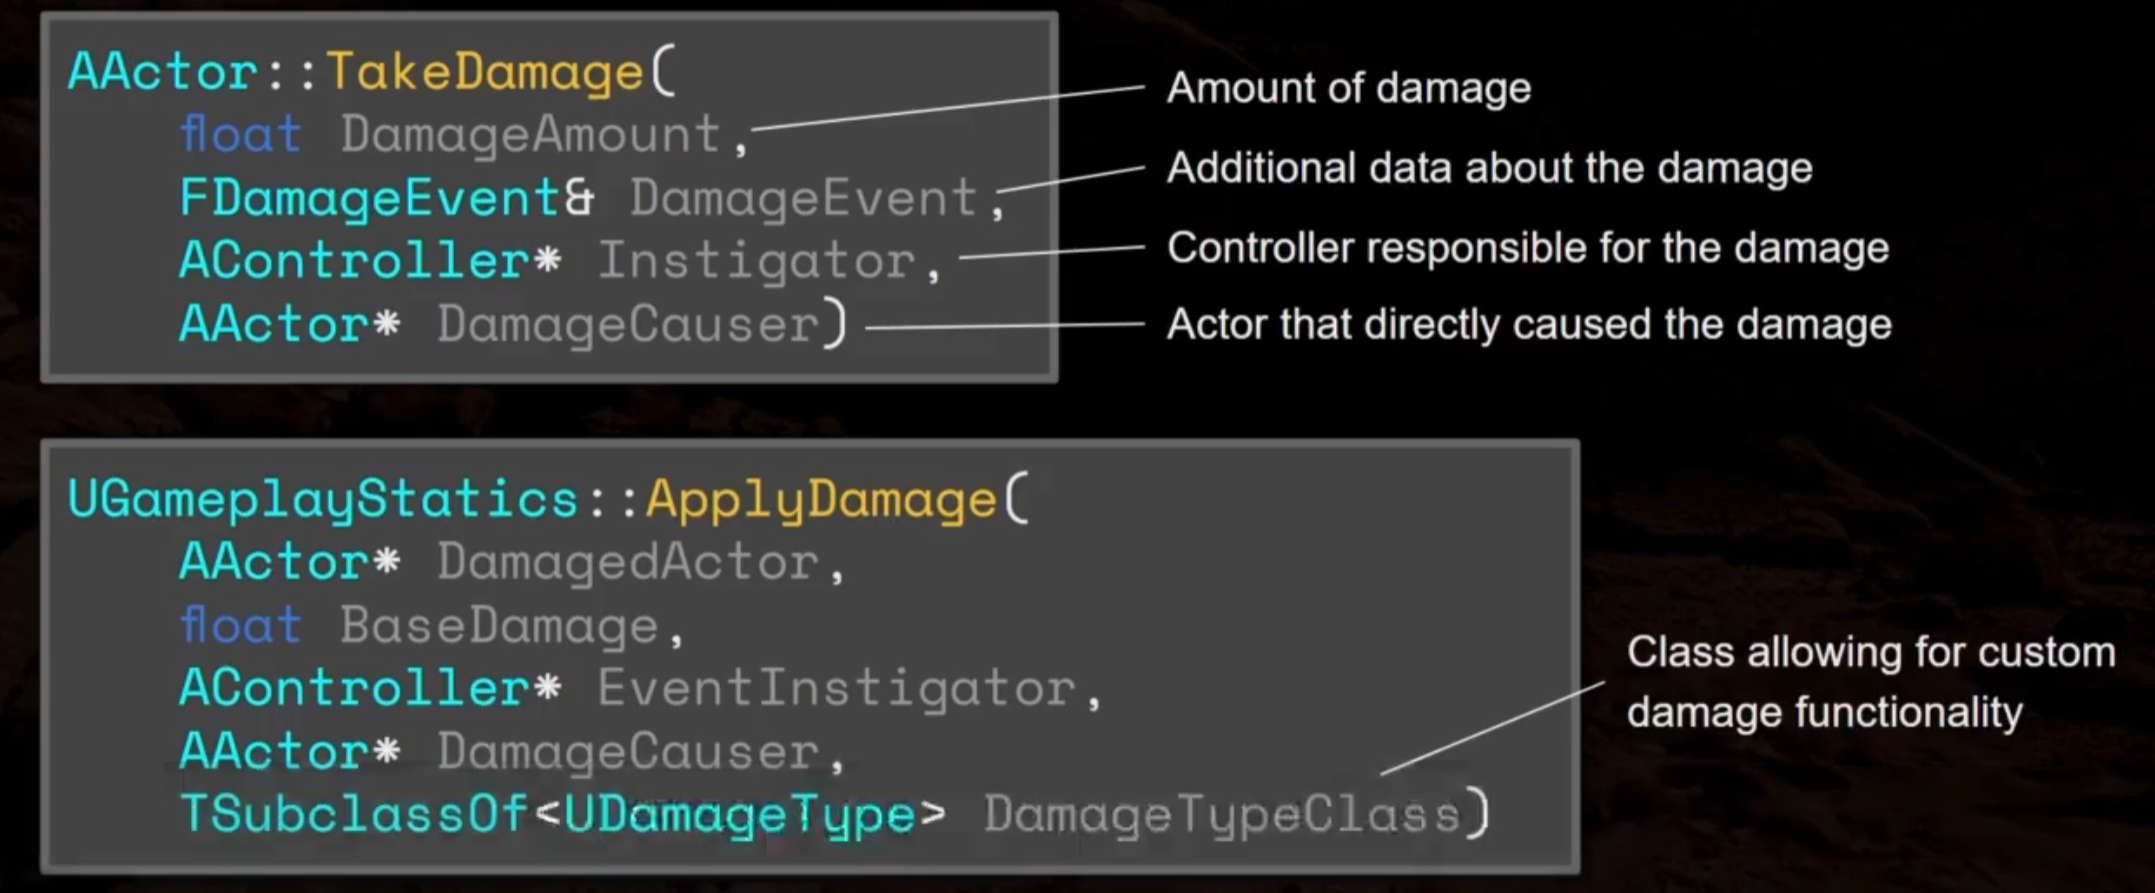 AActor::TakeDamage(
float DamageAmount,
FDamageEvent& DamageEvent,
AController* Instigator,
AActor* DamageCauser)
Amount of damage
Additional data about the damage
Controller responsible for the damage
Actor that directly caused the damage
UGameplayStatics::ApplyDamage(
AActor* DamagedActor,
float BaseDamage,
AController* EventInstigator,
AActor* DamageCauser,
TSubclassOf<UDamageType> DamageTypeClass)
Class allowing for custom
damage functionality